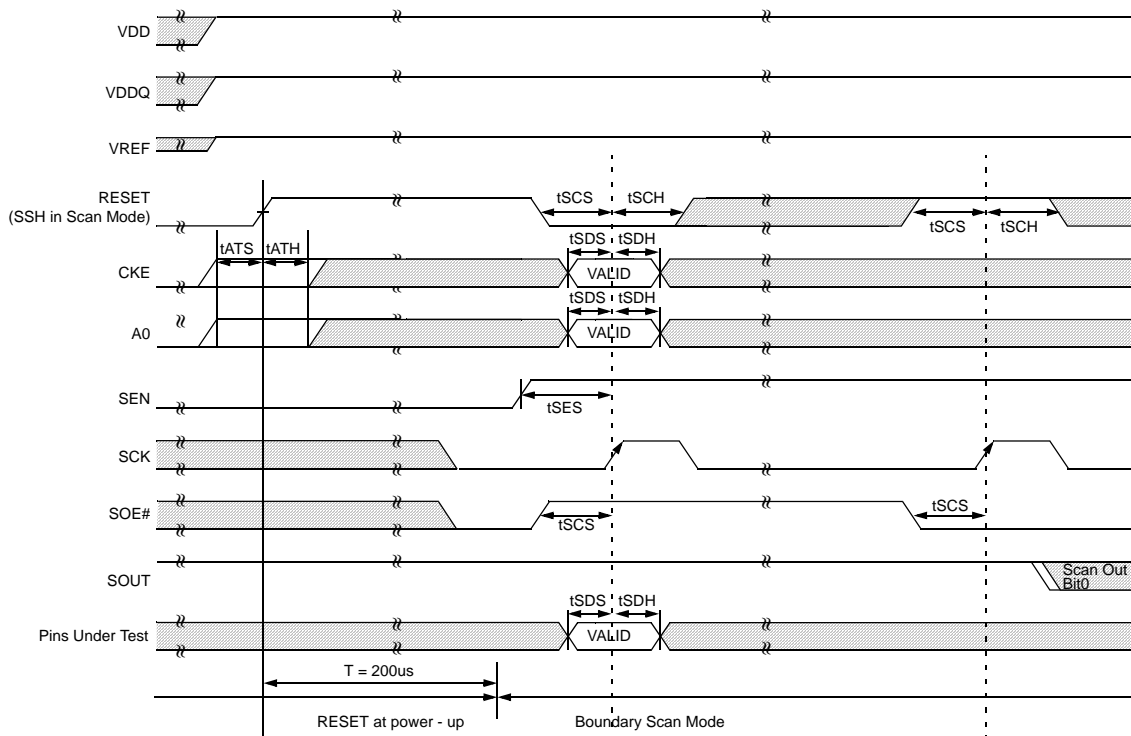 VDD
VDDQ
VREF
RESET
(SSH in Scan Mode)
tSCS
tSCH
tSCS
tSCH
tATS
tATH
tSDS
tSDH
CKE
VALID
tSDS
tSDH
A0
VALID
SEN
tSES
SCK
SOE#
tSCS
tSCS
SOUT
Scan Out
Bit0
tSDS
tSDH
Pins Under Test
VALID
T = 200us
RESET at power - up
Boundary Scan Mode